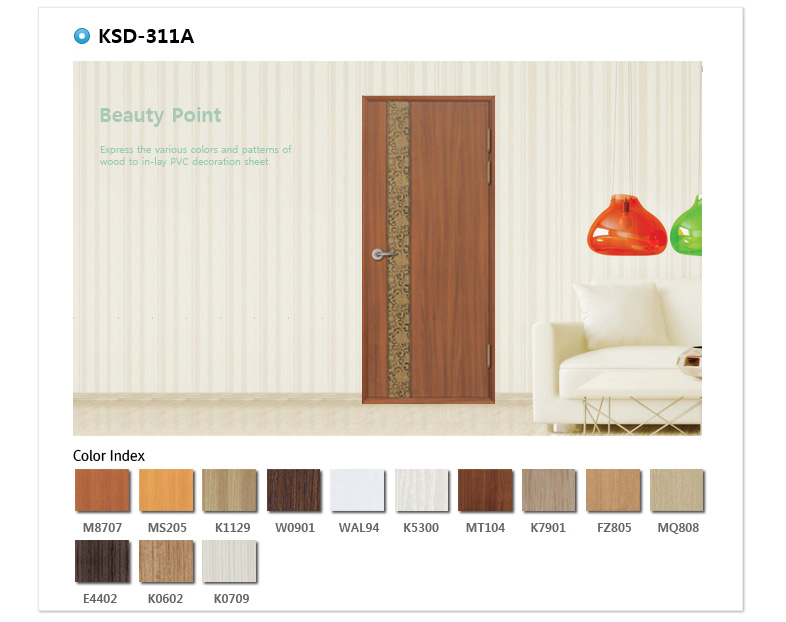 KSD-311A
Beauty Point
Express the various colors and patterns of
wood to in-lay PVC decoration sheet
Color Index
M8707 MS205 K1129 W0901 WAL94 K5300 MT104 K7901 FZ805 MQ808
E4402 K0602 K0709